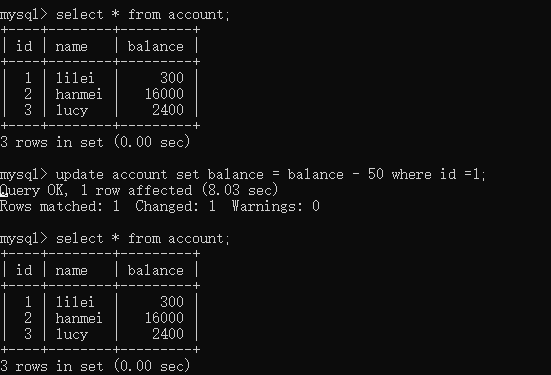 mysql> select * from account;
+----+--------+---------+
| id | name   | balance |
+----+--------+---------+
|  1 | lilei  |     300 |
|  2 | hanmei |   16000 |
|  3 | lucy   |    2400 |
+----+--------+---------+
3 rows in set (0.00 sec)
mysql> update account set balance = balance - 50 where id =1;
Query OK, 1 row affected (8.03 sec)
Rows matched: 1  Changed: 1  Warnings: 0
mysql> select * from account;
+----+--------+---------+
| id | name   | balance |
+----+--------+---------+
|  1 | lilei  |     300 |
|  2 | hanmei |   16000 |
|  3 | lucy   |    2400 |
+----+--------+---------+
3 rows in set (0.00 sec)